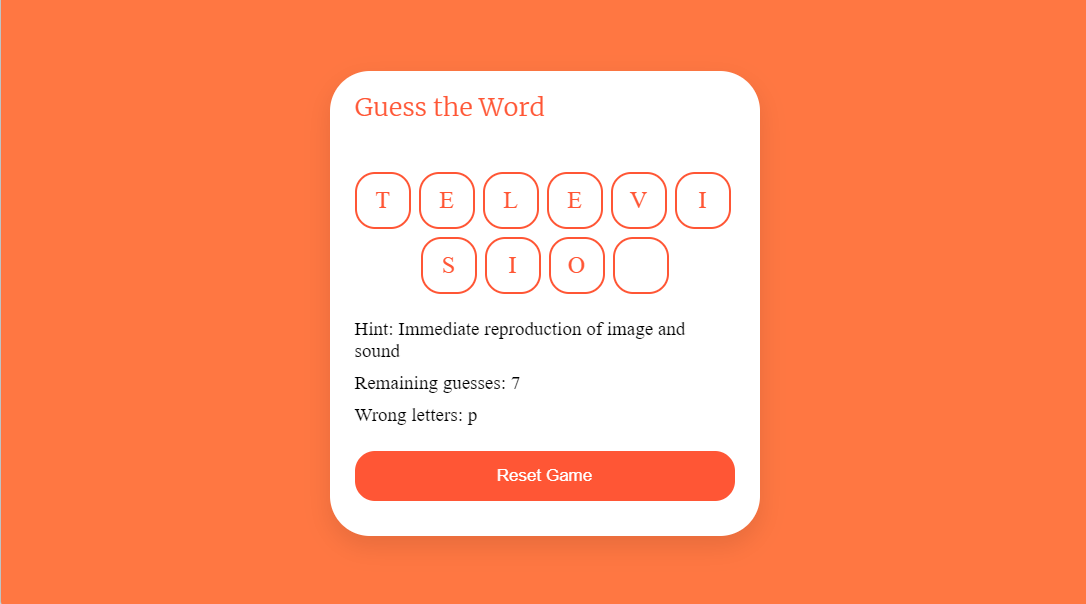 Guess the Word
T E L E V I
S I O
Hint: Immediate reproduction of image and
sound
Remaining guesses: 7
Wrong letters: p
Reset Game